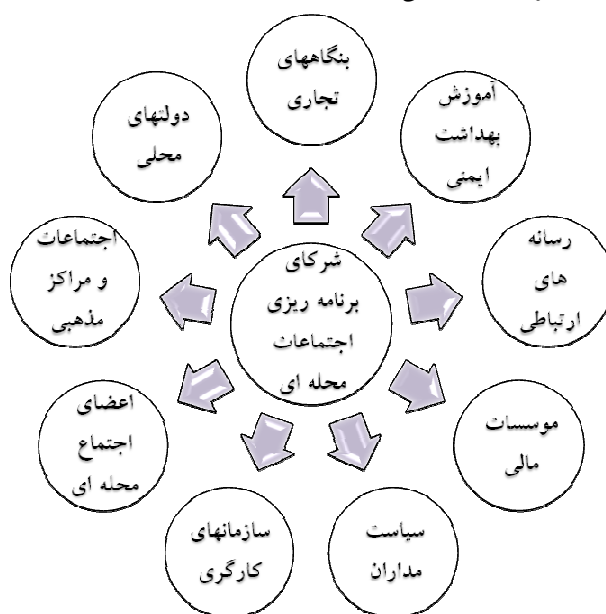 بنگاههای
تجاری
آموزش
بهداشت
ایمنی
رسانه
های
ارتباطی
موسسات
مالی
سیاست
مداران
سازمانهای
کارگری
اعضای
اجتماع
محله ای
اجتماعات
و مراکز
مذهبی
دولتهای
محلی
شرکای
برنامه ریزی
اجتماعات
محله ای